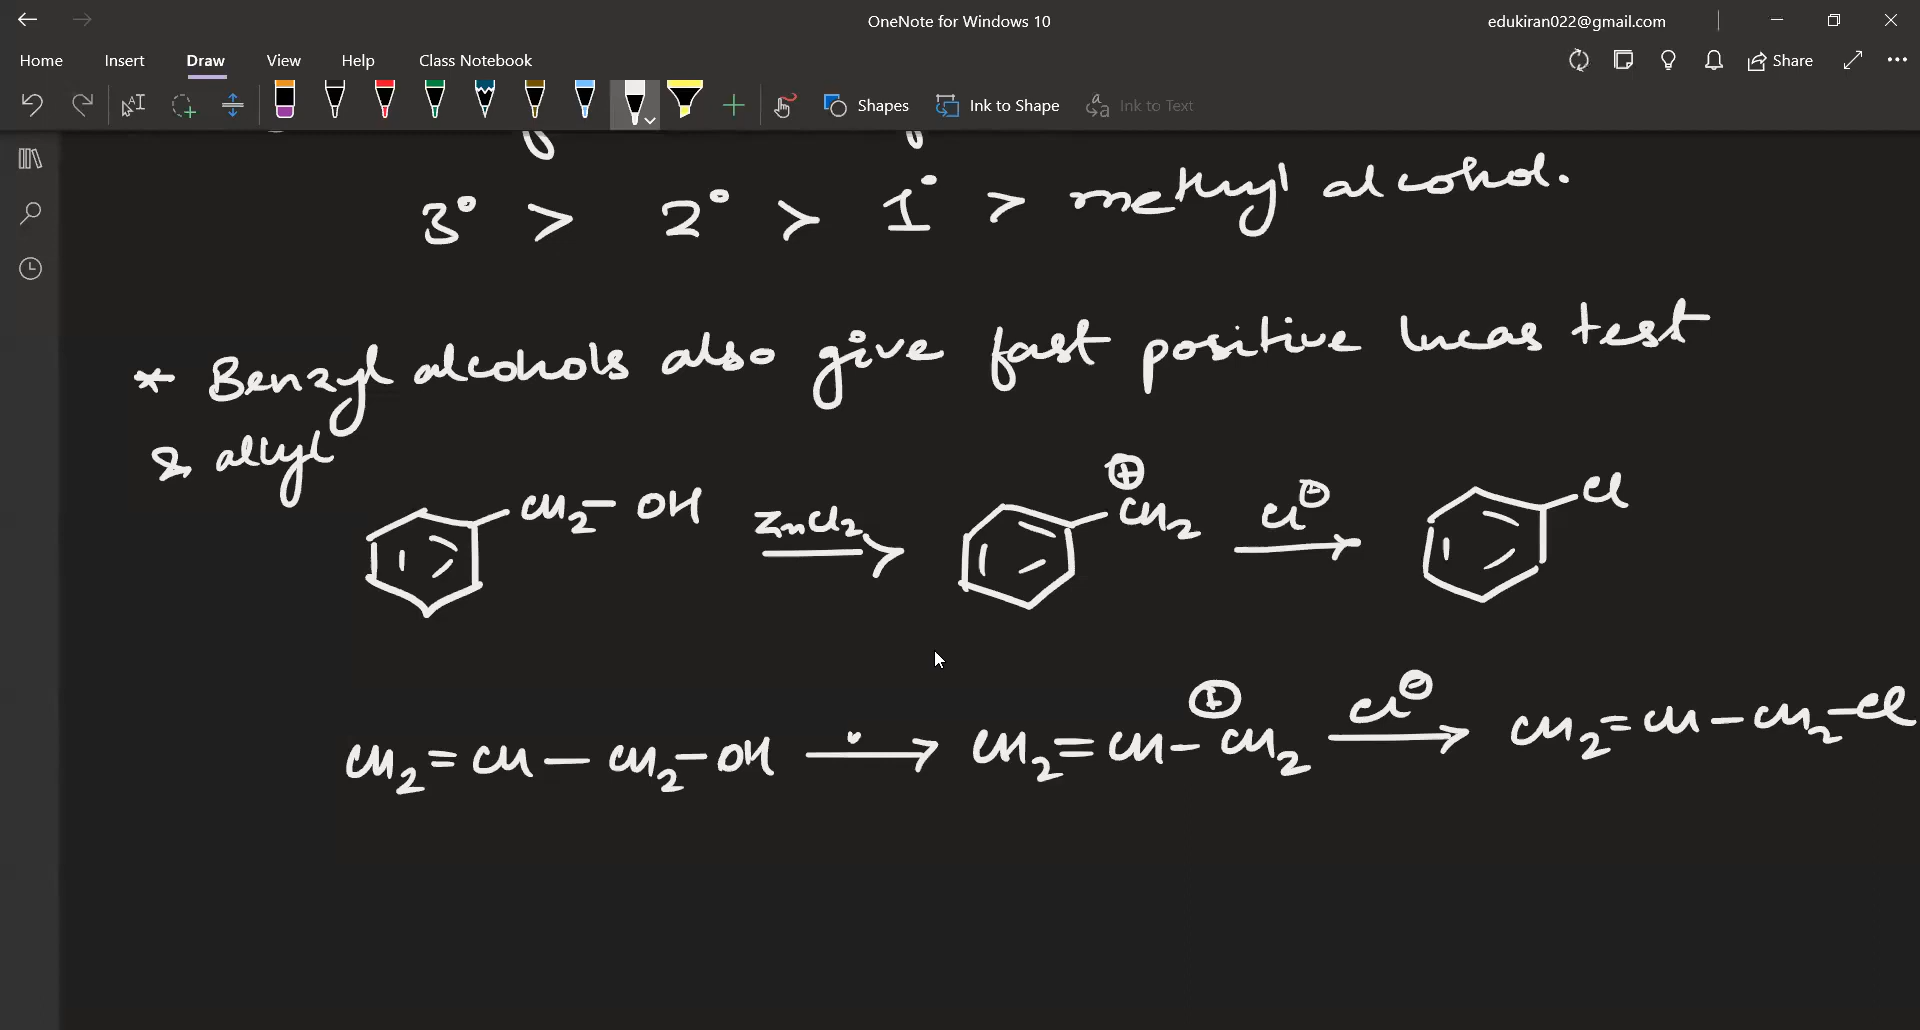 OneNote for Windows 10
edukiran022@gmail.com
Home Insert Draw View Help Class Notebook
Share
Shapes Ink to Shape Ink to Text
3° > 2° > 1° > methyl alcohol.
* Benzyl alcohols also give fast positive lucas test
& allyl
CH2-OH ZnCl2 ⊕ CH2 Cl⊖ Cl
CH2=CH-CH2-OH → CH2=CH-CH2 ⊕ Cl⊖ → CH2=CH-CH2-Cl